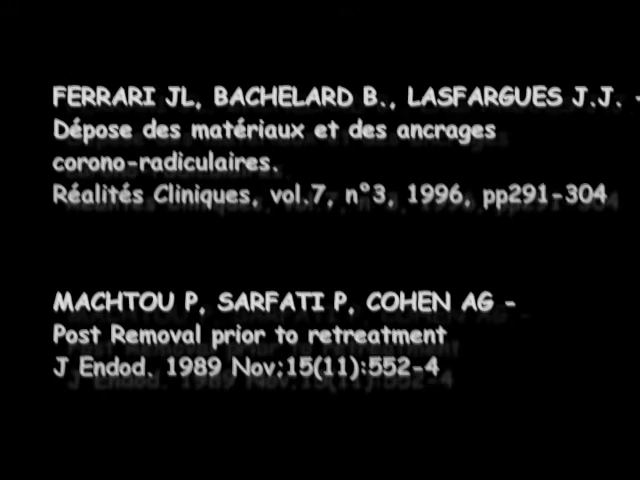 FERRARI JL, BACHELARD B., LASFARGUES J.J. -
Dépose des matériaux et des ancrages
corono-radiculaires.
Réalités Cliniques, vol.7, n°3, 1996, pp291-304
MACHTOU P, SARFATI P, COHEN AG -
Post Removal prior to retreatment
J Endod. 1989 Nov;15(11):552-4